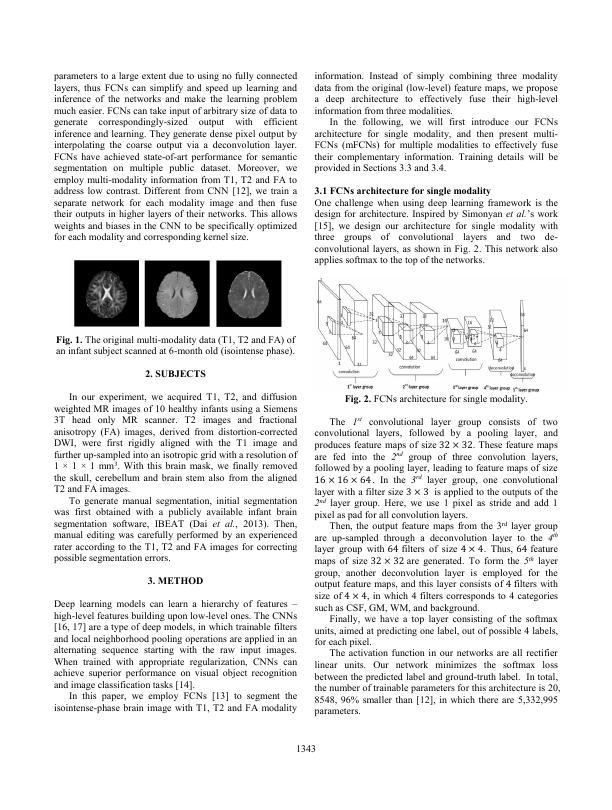 parameters to a large extent due to using no fully connected
layers, thus FCNs can simplify and speed up learning and
inference of the networks and make the learning problem
much easier. FCNs can take input of arbitrary size of data to
generate correspondingly-sized output with efficient
inference and learning. They generate dense pixel output by
interpolating the coarse output via a deconvolution layer.
FCNs have achieved state-of-art performance for semantic
segmentation on multiple public dataset. Moreover, we
employ multi-modality information from T1, T2 and FA to
address low contrast. Different from CNN [12], we train a
separate network for each modality image and then fuse
their outputs in higher layers of their networks. This allows
weights and biases in the CNN to be specifically optimized
for each modality and corresponding kernel size.
Fig. 1. The original multi-modality data (T1, T2 and FA) of
an infant subject scanned at 6-month old (isointense phase).
2. SUBJECTS
In our experiment, we acquired T1, T2, and diffusion
weighted MR images of 10 healthy infants using a Siemens
3T head only MR scanner. T2 images and fractional
anisotropy (FA) images, derived from distortion-corrected
DWI, were first rigidly aligned with the T1 image and
further up-sampled into an isotropic grid with a resolution of
1 × 1 × 1 mm³. With this brain mask, we finally removed
the skull, cerebellum and brain stem also from the aligned
T2 and FA images.
To generate manual segmentation, initial segmentation
was first obtained with a publicly available infant brain
segmentation software, IBEAT (Dai et al., 2013). Then,
manual editing was carefully performed by an experienced
rater according to the T1, T2 and FA images for correcting
possible segmentation errors.
3. METHOD
Deep learning models can learn a hierarchy of features –
high-level features building upon low-level ones. The CNNs
[16, 17] are a type of deep models, in which trainable filters
and local neighborhood pooling operations are applied in an
alternating sequence starting with the raw input images.
When trained with appropriate regularization, CNNs can
achieve superior performance on visual object recognition
and image classification tasks [14].
In this paper, we employ FCNs [13] to segment the
isointense-phase brain image with T1, T2 and FA modality
information. Instead of simply combining three modality
data from the original (low-level) feature maps, we propose
a deep architecture to effectively fuse their high-level
information from three modalities.
In the following, we will first introduce our FCNs
architecture for single modality, and then present multi-
FCNs (mFCNs) for multiple modalities to effectively fuse
their complementary information. Training details will be
provided in Sections 3.3 and 3.4.
3.1 FCNs architecture for single modality
One challenge when using deep learning framework is the
design for architecture. Inspired by Simonyan et al.'s work
[15], we design our architecture for single modality with
three groups of convolutional layers and two de-
convolutional layers, as shown in Fig. 2. This network also
applies softmax to the top of the networks.
convolution
convolution
convolution
deconvolution
deconvolution
1st layer group
2nd layer group
3rd layer group
4th layer group
5th layer group
Fig. 2. FCNs architecture for single modality.
The 1st convolutional layer group consists of two
convolutional layers, followed by a pooling layer, and
produces feature maps of size 32 × 32. These feature maps
are fed into the 2nd group of three convolution layers,
followed by a pooling layer, leading to feature maps of size
16 × 16 × 64. In the 3rd layer group, one convolutional
layer with a filter size 3 × 3 is applied to the outputs of the
2nd layer group. Here, we use 1 pixel as stride and add 1
pixel as pad for all convolution layers.
Then, the output feature maps from the 3rd layer group
are up-sampled through a deconvolution layer to the 4th
layer group with 64 filters of size 4 × 4. Thus, 64 feature
maps of size 32 × 32 are generated. To form the 5th layer
group, another deconvolution layer is employed for the
output feature maps, and this layer consists of 4 filters with
size of 4 × 4, in which 4 filters corresponds to 4 categories
such as CSF, GM, WM, and background.
Finally, we have a top layer consisting of the softmax
units, aimed at predicting one label, out of possible 4 labels,
for each pixel.
The activation function in our networks are all rectifier
linear units. Our network minimizes the softmax loss
between the predicted label and ground-truth label. In total,
the number of trainable parameters for this architecture is 20,
8548, 96% smaller than [12], in which there are 5,332,995
parameters.
1343